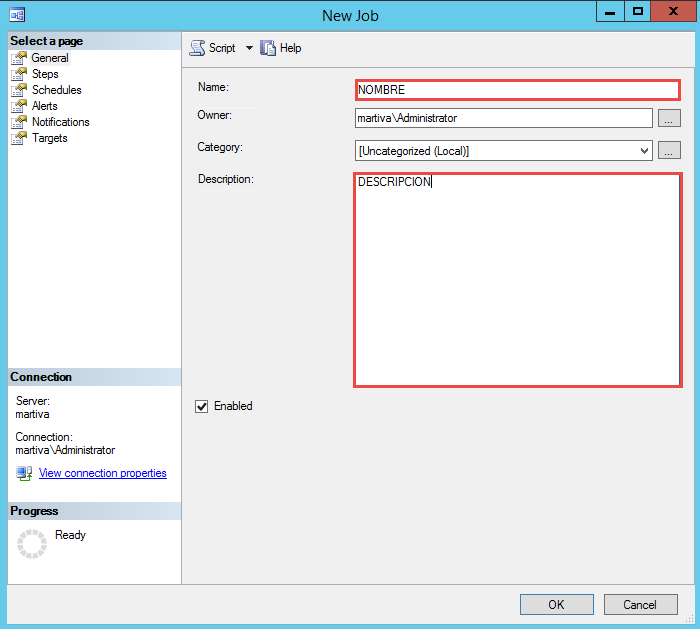 New Job
Select a page
General
Steps
Schedules
Alerts
Notifications
Targets
Script
Help
Name:
NOMBRE
Owner:
martiva\Administrator
...
Category:
[Uncategorized (Local)]
...
Description:
DESCRIPCION
Enabled
Connection
Server:
martiva
Connection:
martiva\Administrator
View connection properties
Progress
Ready
OK
Cancel